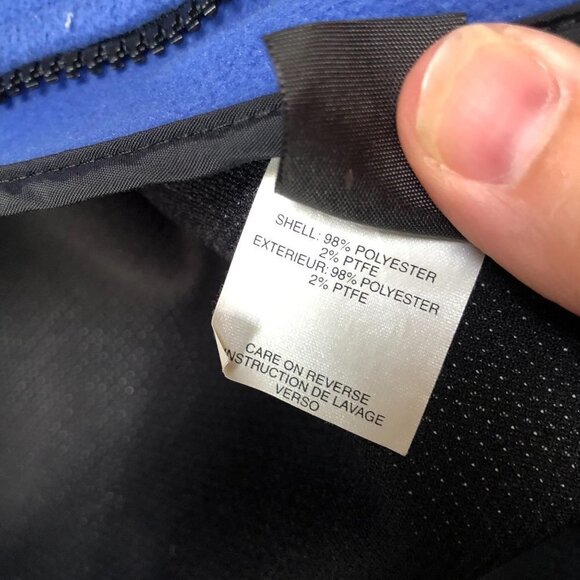 SHELL: 98% POLYESTER
2% PTFE
EXTERIEUR: 98% POLYESTER
2% PTFE
CARE ON REVERSE
INSTRUCTION DE LAVAGE
VERSO